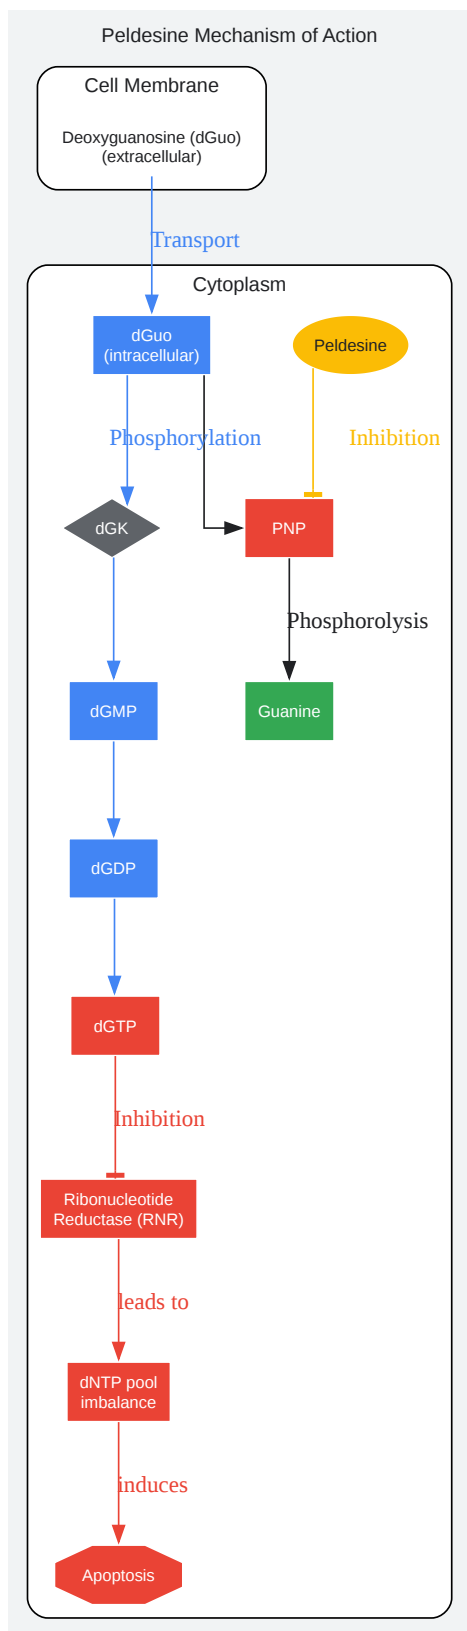 Peldesine Mechanism of Action
Cell Membrane
Deoxyguanosine (dGuo)
(extracellular)
Transport
Cytoplasm
dGuo
(intracellular)
Peldesine
Phosphorylation
Inhibition
dGK
PNP
Phosphorolysis
dGMP
Guanine
dGDP
dGTP
Inhibition
Ribonucleotide
Reductase (RNR)
leads to
dNTP pool
imbalance
induces
Apoptosis